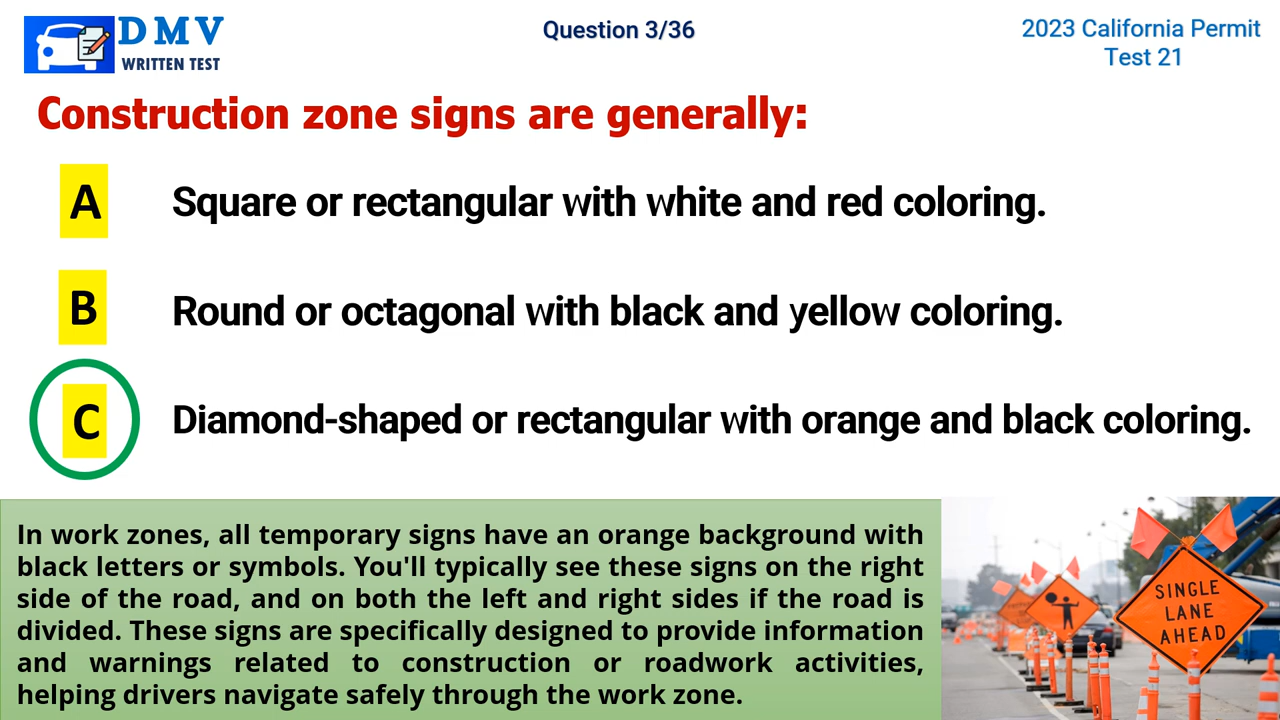 DMV
WRITTEN TEST
Question 3/36
2023 California Permit
Test 21
Construction zone signs are generally:
A
Square or rectangular with white and red coloring.
B
Round or octagonal with black and yellow coloring.
C
Diamond-shaped or rectangular with orange and black coloring.
In work zones, all temporary signs have an orange background with
black letters or symbols. You'll typically see these signs on the right
side of the road, and on both the left and right sides if the road is
divided. These signs are specifically designed to provide information
and warnings related to construction or roadwork activities,
helping drivers navigate safely through the work zone.
SINGLE
LANE
AHEAD